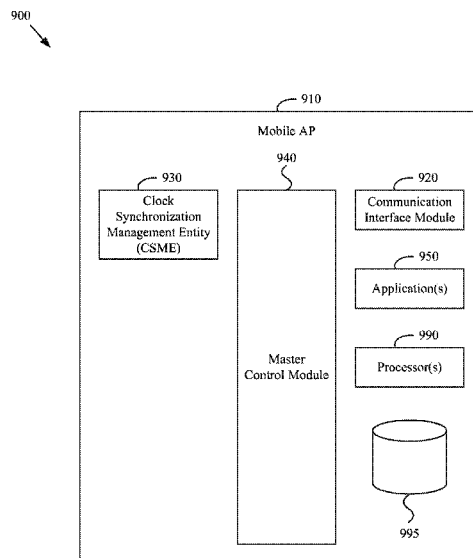 900
910
Mobile AP
930
940
920
Clock
Synchronization
Management Entity
(CSME)
Communication
Interface Module
950
Application(s)
990
Processor(s)
Master
Control Module
995